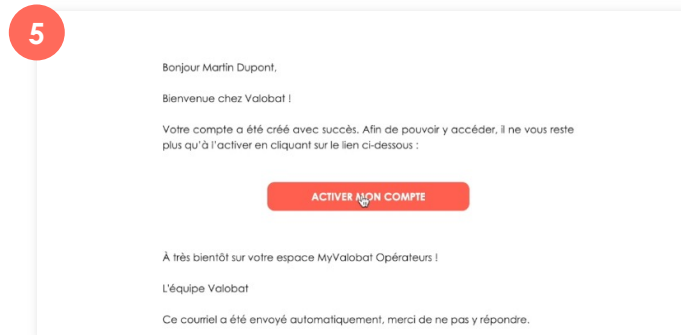 5
Bonjour Martin Dupont,
Bienvenue chez Valobat !
Votre compte a été créé avec succès. Afin de pouvoir y accéder, il ne vous reste
plus qu'à l'activer en cliquant sur le lien ci-dessous :
ACTIVER MON COMPTE
À très bientôt sur votre espace MyValobat Opérateurs !
L'équipe Valobat
Ce courriel a été envoyé automatiquement, merci de ne pas y répondre.